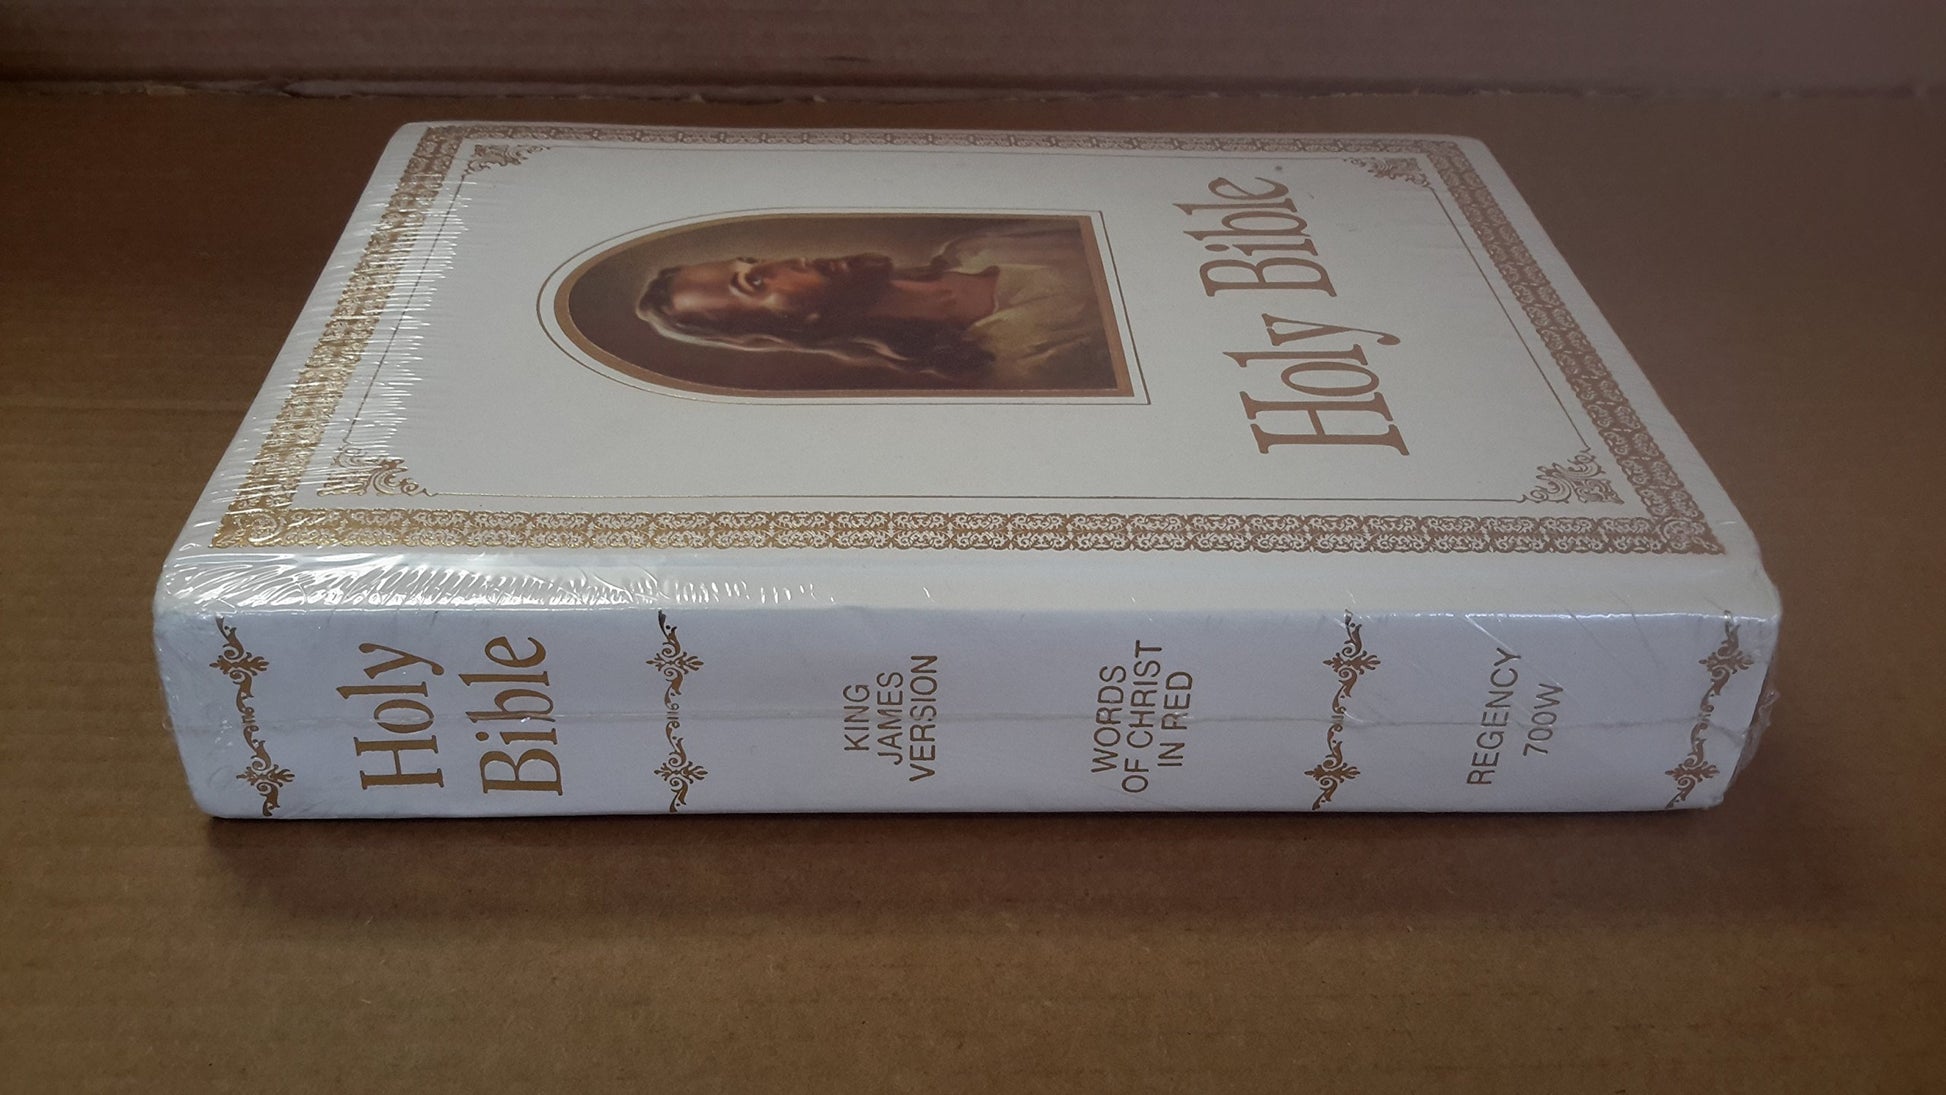 Holy Bible
Holy
Bible
KING
JAMES
VERSION
WORDS
OF CHRIST
IN RED
REGENCY
700W